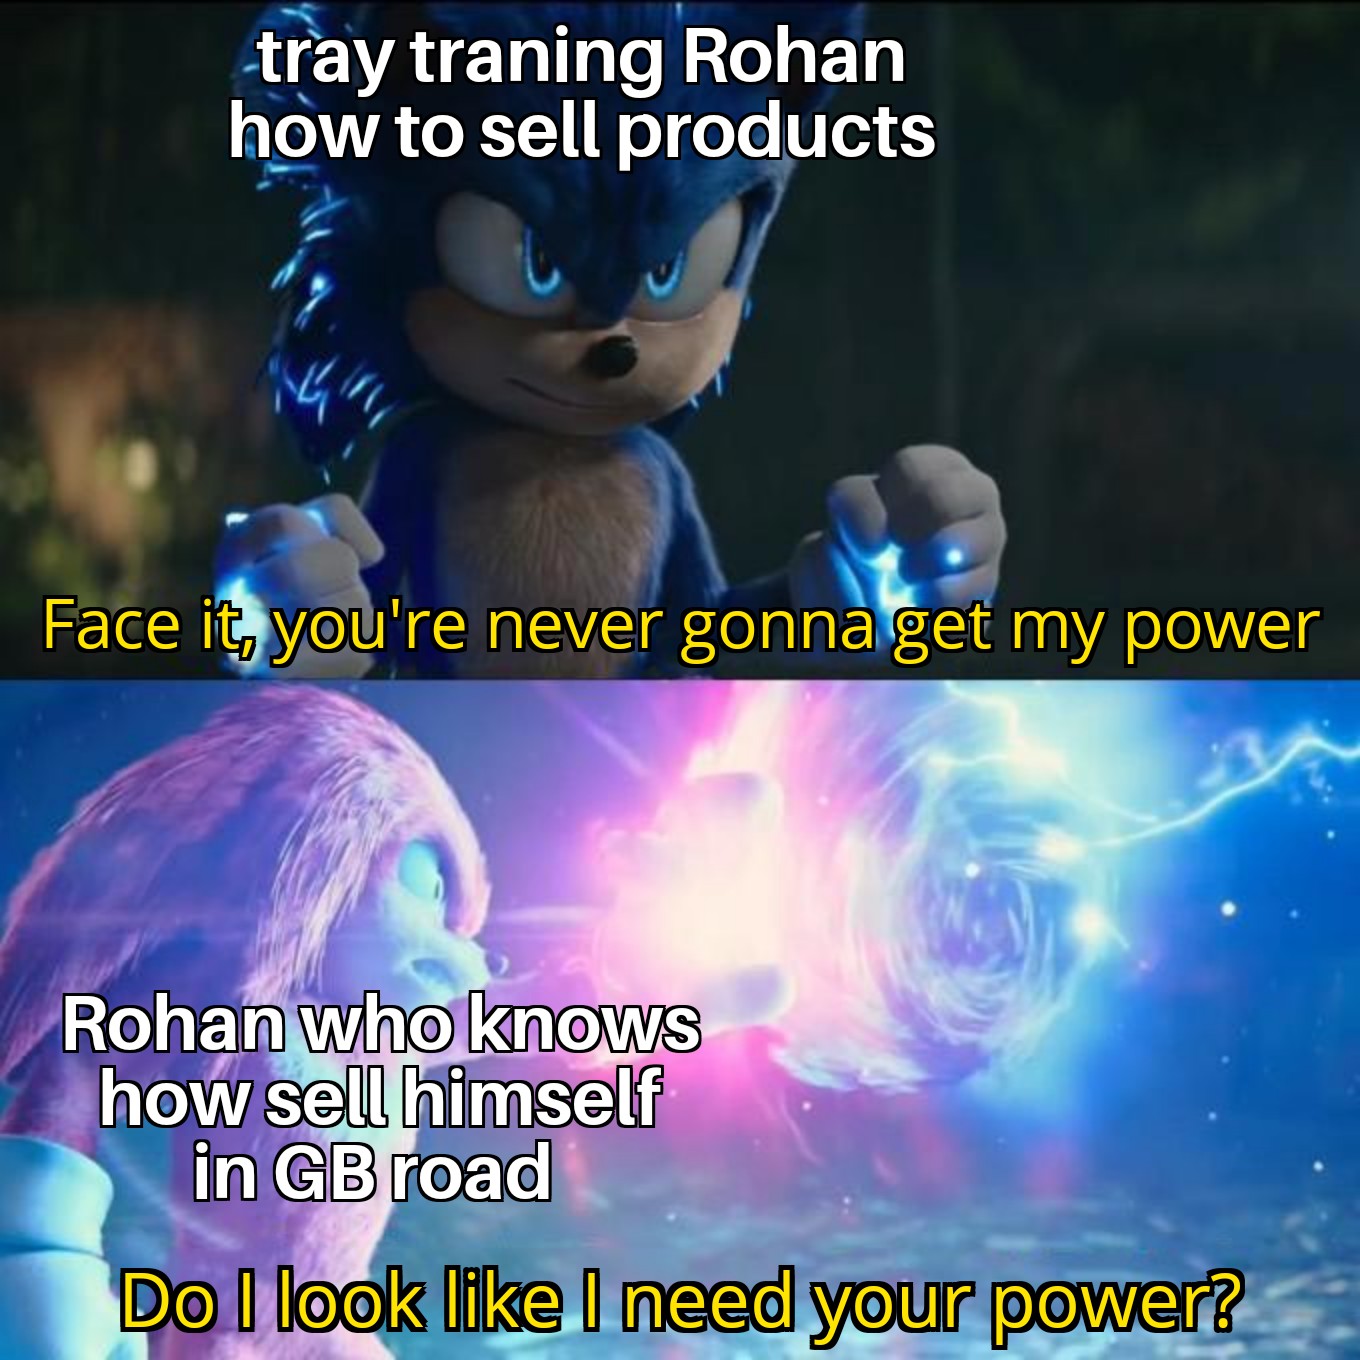 tray traning Rohan
how to sell products
Face it, you're never gonna get my power
Rohan who knows
how sell himself
in GB road
Do I look like I need your power?